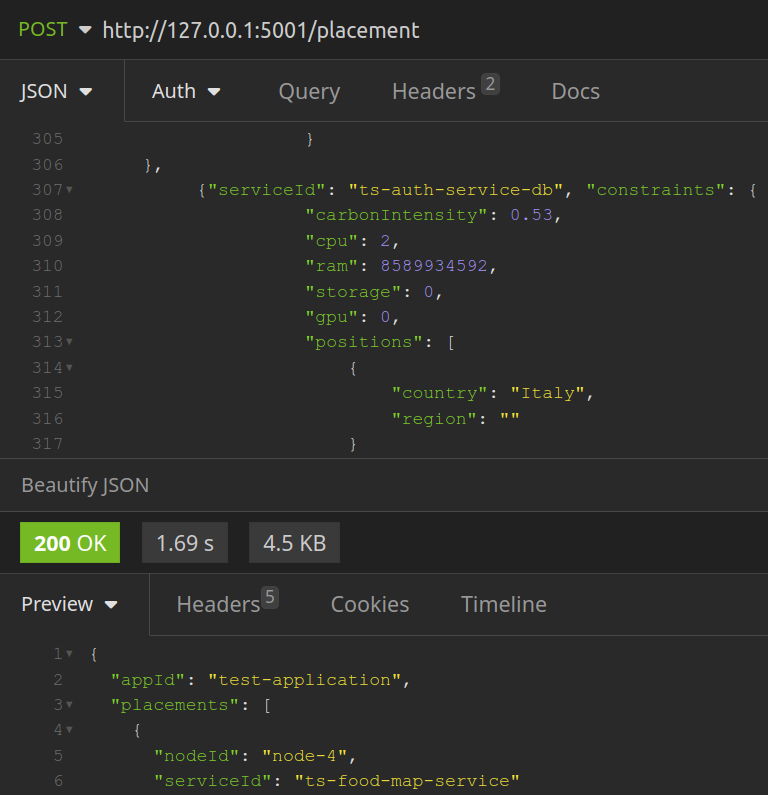 POST http://127.0.0.1:5001/placement
JSON Auth Query Headers 2 Docs
305 }
306 },
307 {"serviceId": "ts-auth-service-db", "constraints": {
308 "carbonIntensity": 0.53,
309 "cpu": 2,
310 "ram": 8589934592,
311 "storage": 0,
312 "gpu": 0,
313 "positions": [
314 {
315 "country": "Italy",
316 "region": ""
317 }
Beautify JSON
200 OK 1.69 s 4.5 KB
Preview Headers 5 Cookies Timeline
1 {
2 "appId": "test-application",
3 "placements": [
4 {
5 "nodeId": "node-4",
6 "serviceId": "ts-food-map-service"